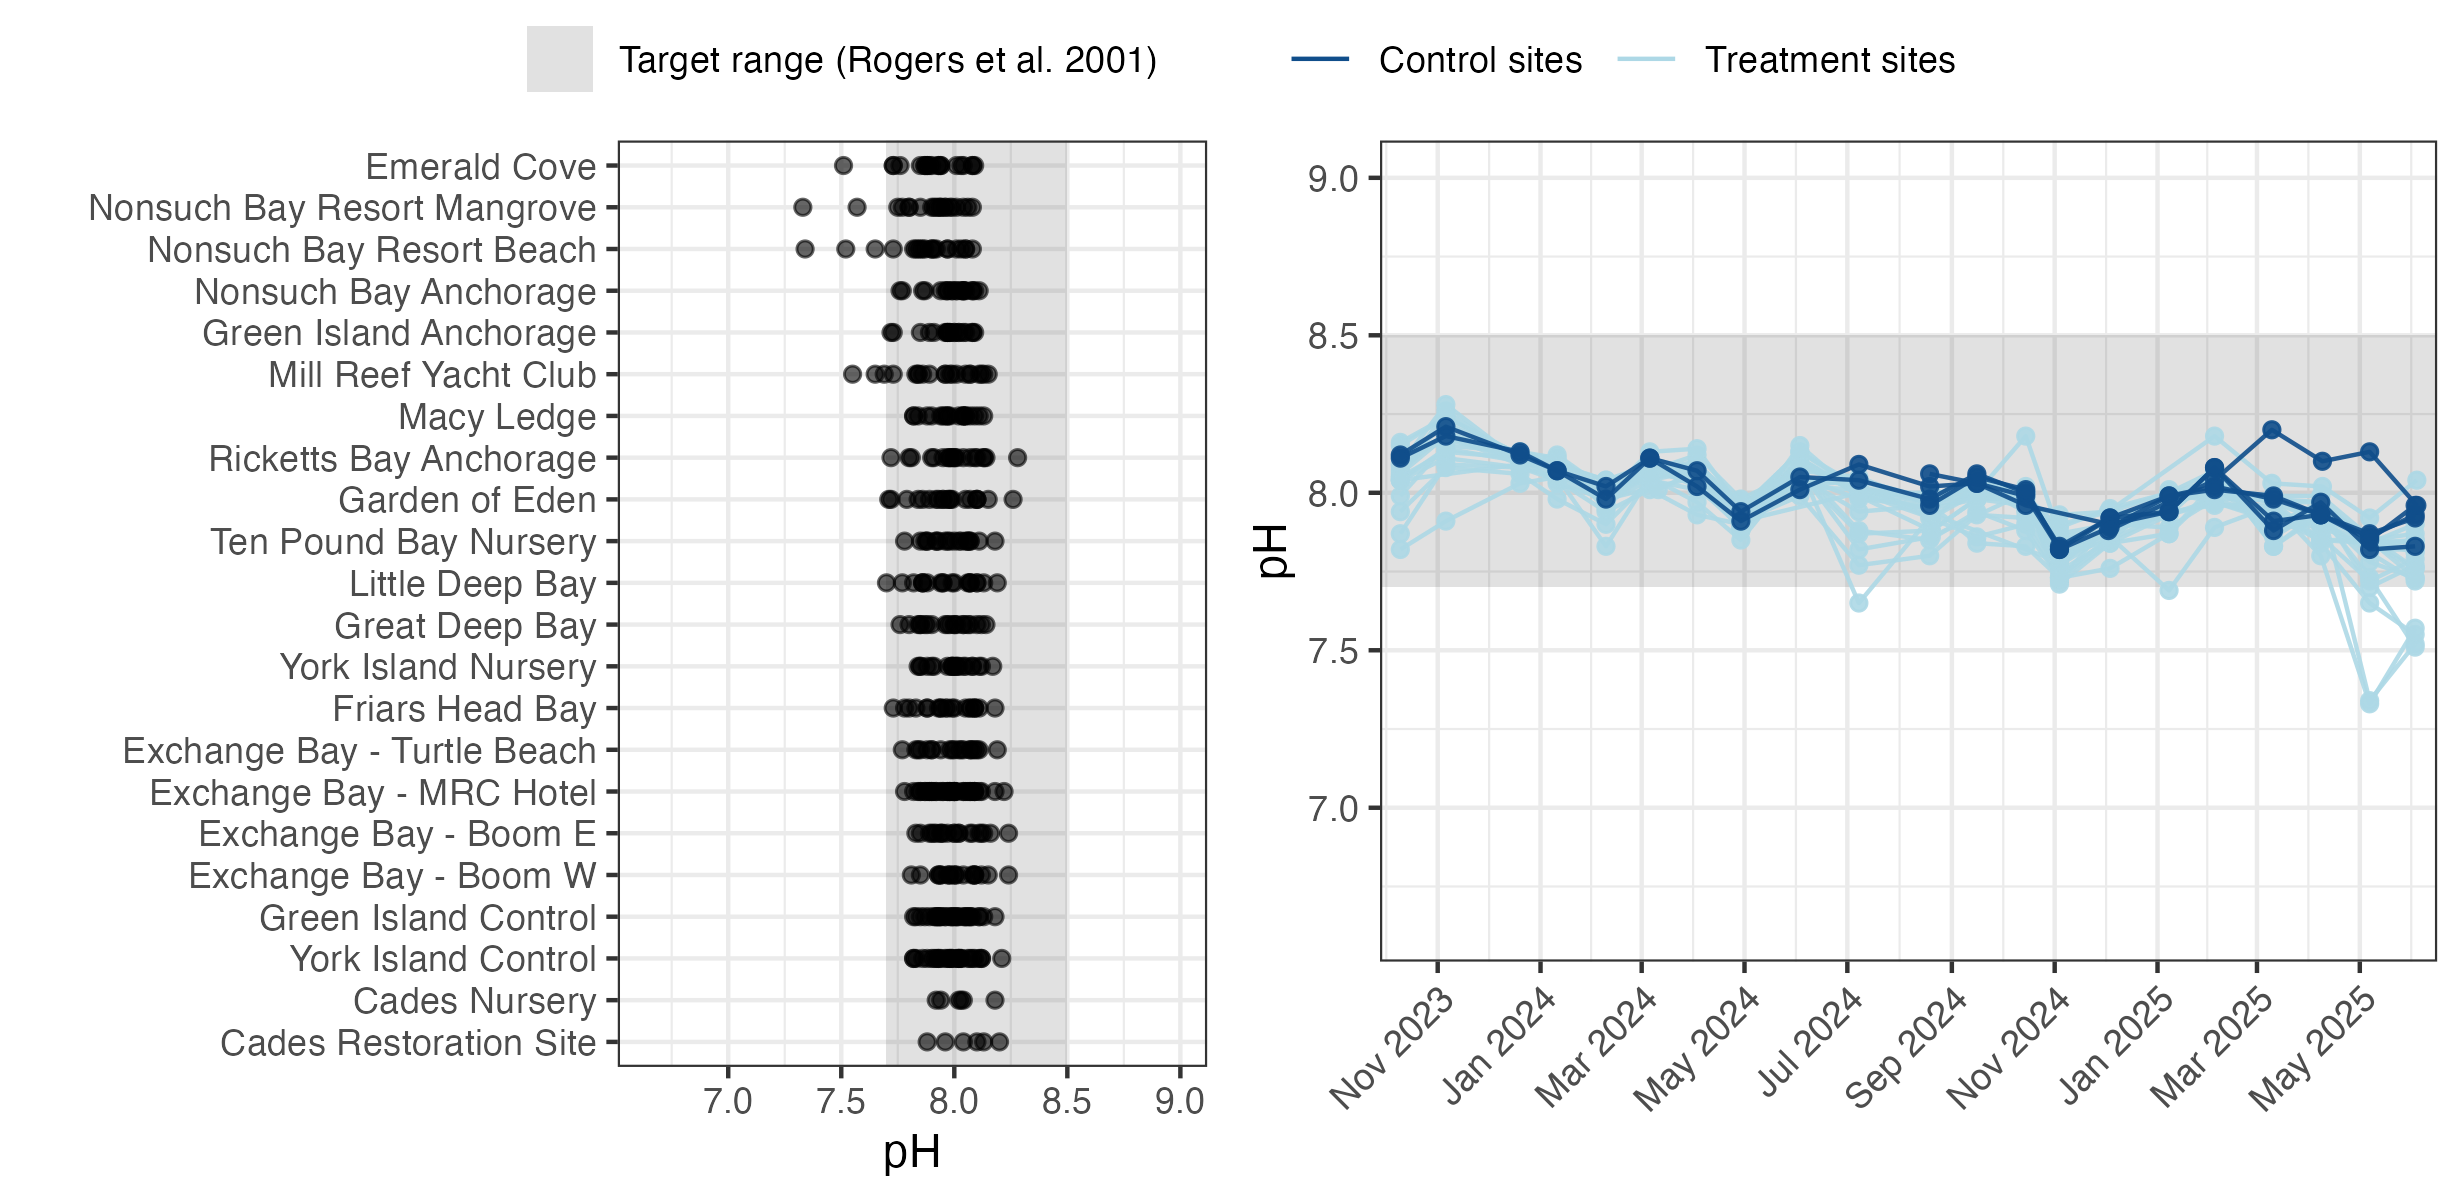 Target range (Rogers et al. 2001)
Control sites
Treatment sites
Emerald Cove
Nonsuch Bay Resort Mangrove
Nonsuch Bay Resort Beach
Nonsuch Bay Anchorage
Green Island Anchorage
Mill Reef Yacht Club
Macy Ledge
Ricketts Bay Anchorage
Garden of Eden
Ten Pound Bay Nursery
Little Deep Bay
Great Deep Bay
York Island Nursery
Friars Head Bay
Exchange Bay - Turtle Beach
Exchange Bay - MRC Hotel
Exchange Bay - Boom E
Exchange Bay - Boom W
Green Island Control
York Island Control
Cades Nursery
Cades Restoration Site
7.0 7.5 8.0 8.5 9.0
pH
pH
9.0
8.5
8.0
7.5
7.0
Nov 2023
Jan 2024
Mar 2024
May 2024
Jul 2024
Sep 2024
Nov 2024
Jan 2025
Mar 2025
May 2025